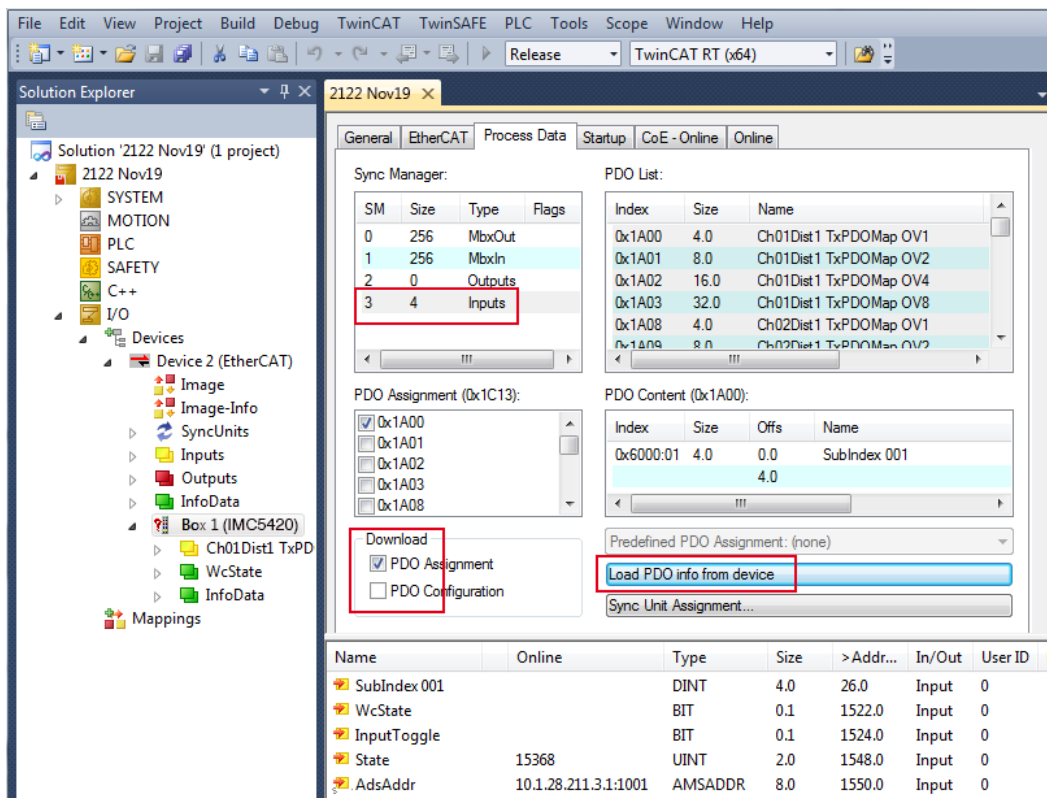 File Edit View Project Build Debug TwinCAT TwinSAFE PLC Tools Scope Window Help
Release TwinCAT RT (x64)
Solution Explorer
2122 Nov19
Solution '2122 Nov19' (1 project)
2122 Nov19
SYSTEM
MOTION
PLC
SAFETY
C++
I/O
Devices
Device 2 (EtherCAT)
Image
Image-Info
SyncUnits
Inputs
Outputs
InfoData
Box 1 (IMC5420)
Ch01Dist1 TxPD
WcState
InfoData
Mappings
General EtherCAT Process Data Startup CoE - Online Online
Sync Manager:
SM Size Type Flags
0 256 MbxOut
1 256 MbxIn
2 0 Outputs
3 4 Inputs
PDO List:
Index Size Name
0x1A00 4.0 Ch01Dist1 TxPDOMap OV1
0x1A01 8.0 Ch01Dist1 TxPDOMap OV2
0x1A02 16.0 Ch01Dist1 TxPDOMap OV4
0x1A03 32.0 Ch01Dist1 TxPDOMap OV8
0x1A08 4.0 Ch02Dist1 TxPDOMap OV1
0x1A09 8.0 Ch02Dist1 TxPDOMap OV2
PDO Assignment (0x1C13):
0x1A00
0x1A01
0x1A02
0x1A03
0x1A08
PDO Content (0x1A00):
Index Size Offs Name
0x6000:01 4.0 0.0 SubIndex 001
4.0
Download
PDO Assignment
PDO Configuration
Predefined PDO Assignment: (none)
Load PDO info from device
Sync Unit Assignment...
Name Online Type Size >Addr... In/Out User ID
SubIndex 001 DINT 4.0 26.0 Input 0
WcState BIT 0.1 1522.0 Input 0
InputToggle BIT 0.1 1524.0 Input 0
State 15368 UINT 2.0 1548.0 Input 0
AdsAddr 10.1.28.211.3.1:1001 AMSADDR 8.0 1550.0 Input 0